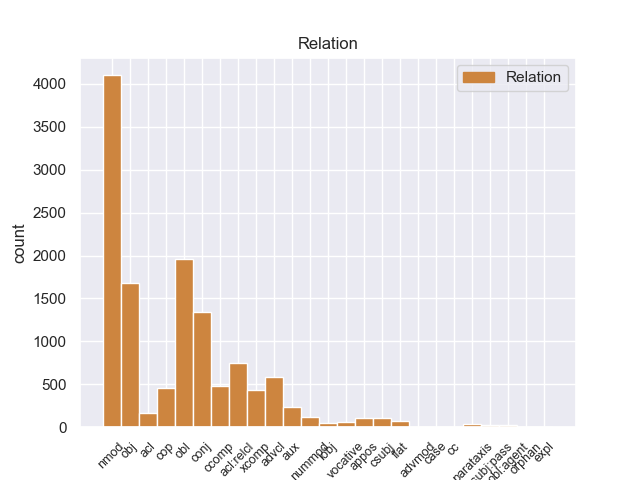 Relation
Relation
count
4000
3500
3000
2500
2000
1500
1000
500
0
nmod
obj
acl
cop
obl
conj
ccomp
acl:relcl
xcomp
advcl
aux
nummod
iobj
vocative
appos
csubj
flat
advmod
case
cc
parataxis
orphan
expl